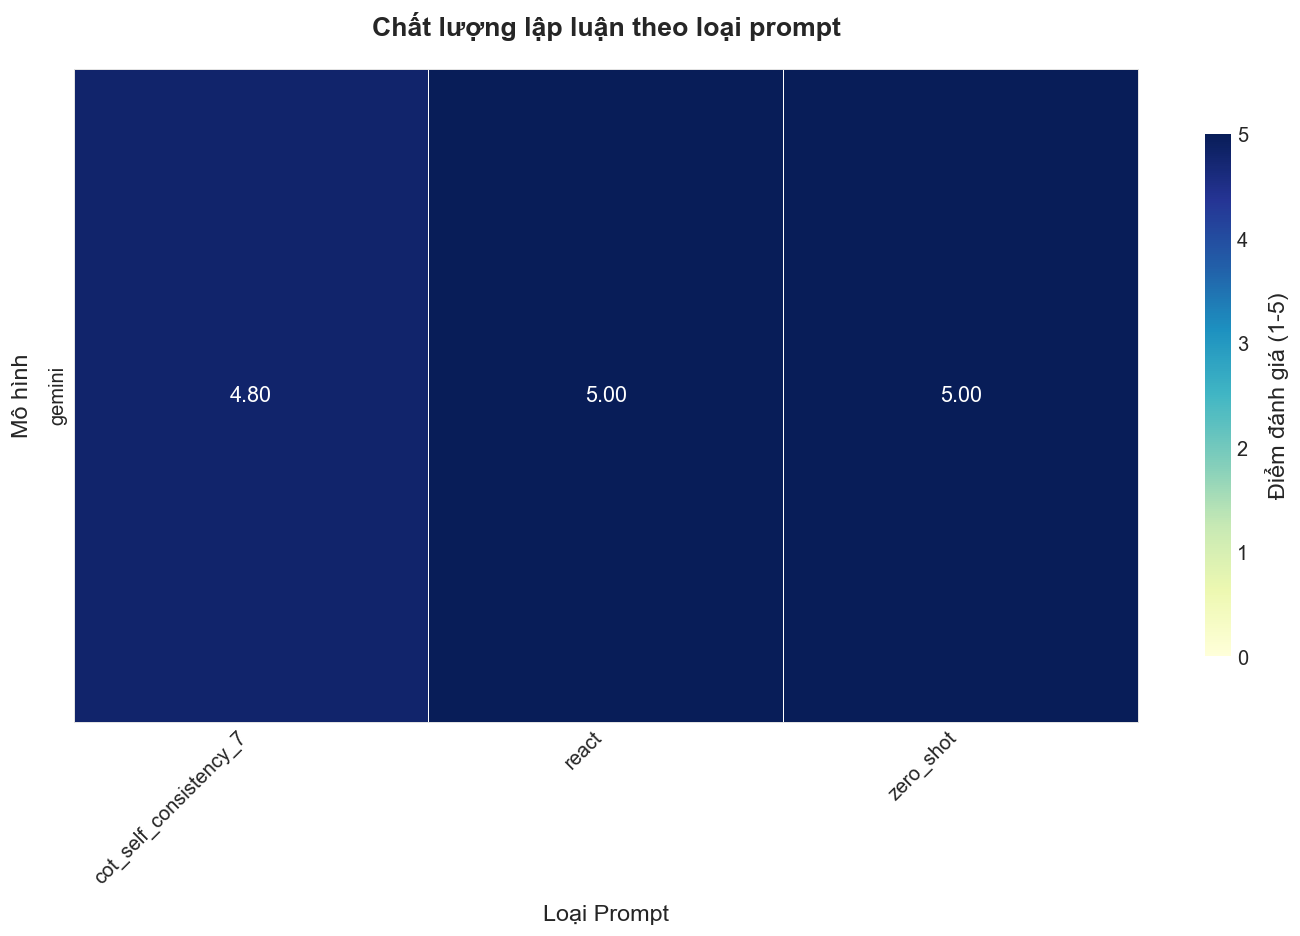 Chất lượng lập luận theo loại prompt
Mô hình
gemini
4.80
5.00
5.00
cot_self_consistency_7
react
zero_shot
Loại Prompt
5
4
3
2
1
0
Điểm đánh giá (1-5)